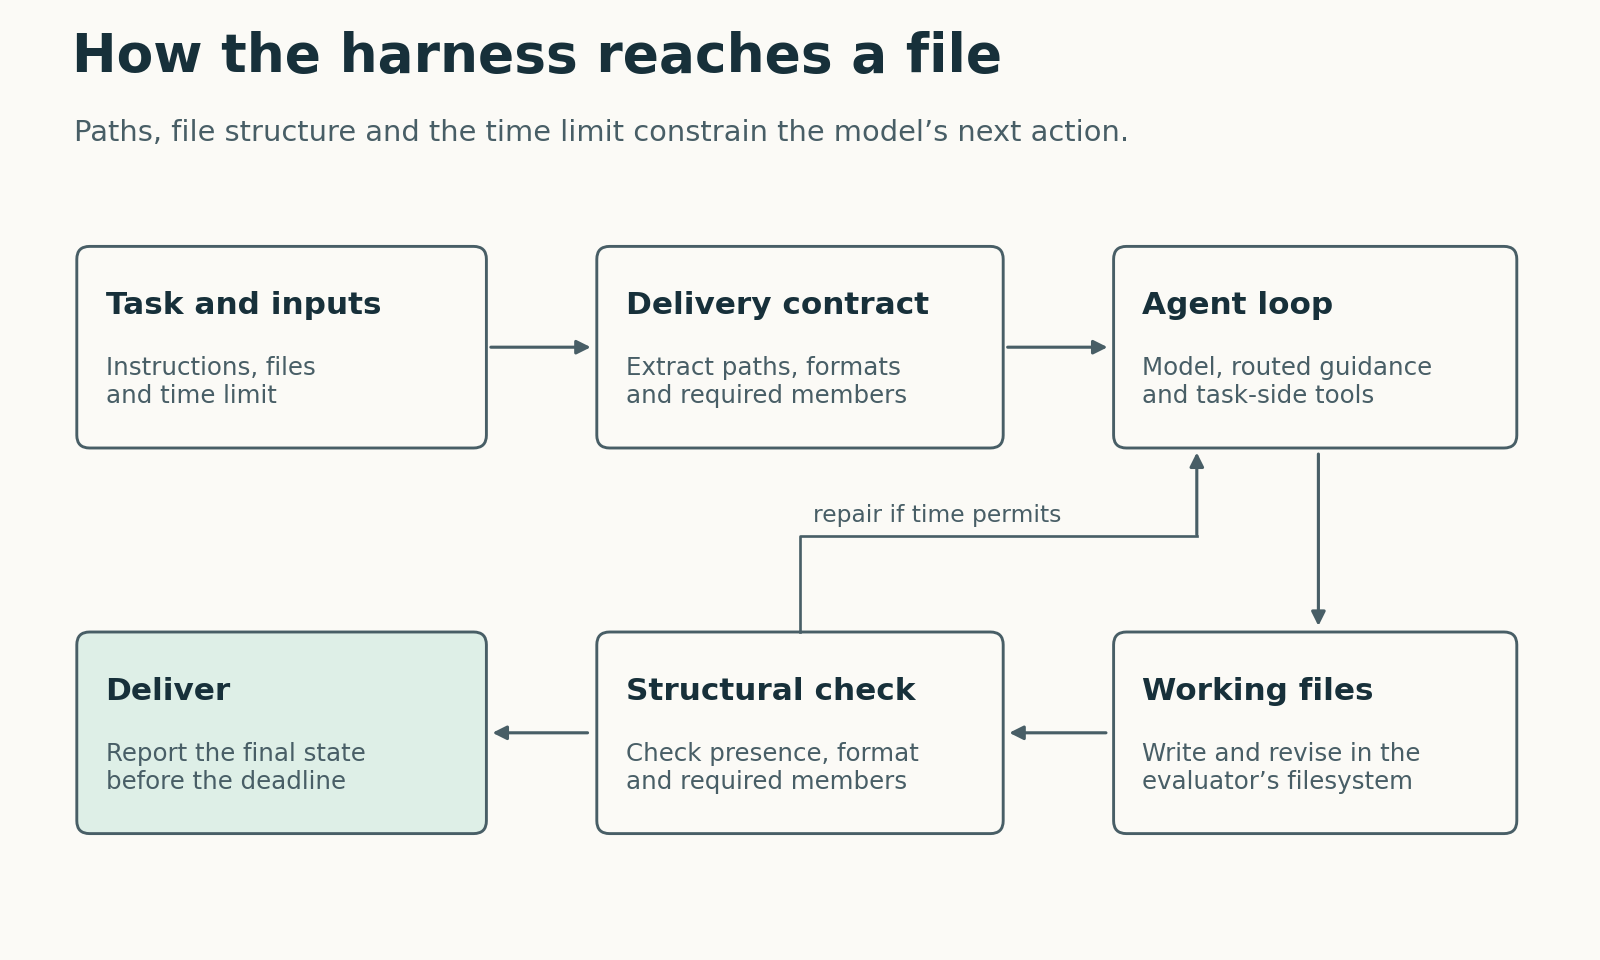 How the harness reaches a file
Paths, file structure and the time limit constrain the model’s next action.
Task and inputs
Instructions, files
and time limit
Delivery contract
Extract paths, formats
and required members
Agent loop
Model, routed guidance
and task-side tools
repair if time permits
Deliver
Report the final state
before the deadline
Structural check
Check presence, format
and required members
Working files
Write and revise in the
evaluator’s filesystem